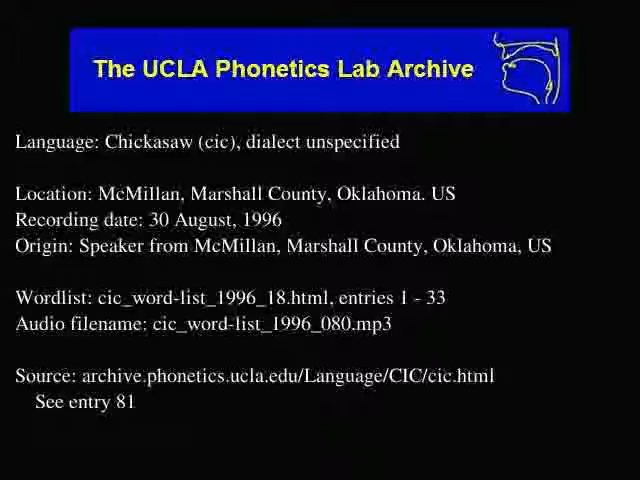 The UCLA Phonetics Lab Archive
Language: Chickasaw (cic), dialect unspecified
Location: McMillan, Marshall County, Oklahoma. US
Recording date: 30 August, 1996
Origin: Speaker from McMillan, Marshall County, Oklahoma, US
Wordlist: cic_word-list_1996_18.html, entries 1 - 33
Audio filename: cic_word-list_1996_080.mp3
Source: archive.phonetics.ucla.edu/Language/CIC/cic.html
See entry 81